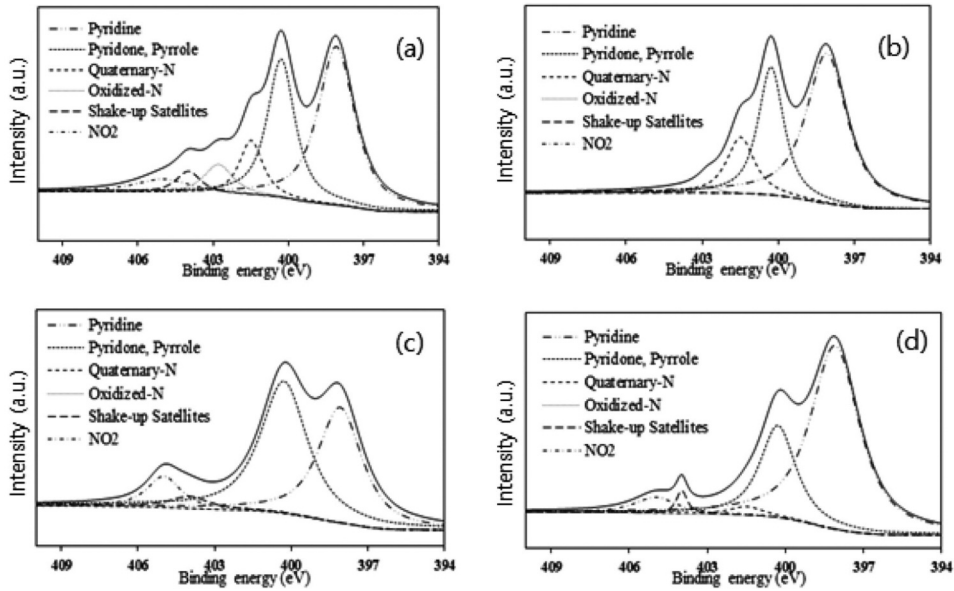 Pyridine
Pyridone, Pyrrole
Quaternary-N
Oxidized-N
Shake-up Satellites
NO2
(a)
Intensity (a.u.)
409 406 403 400 397 394
Binding energy (eV)
Pyridine
Pyridone, Pyrrole
Quaternary-N
Oxidized-N
Shake-up Satellites
NO2
(b)
Intensity (a.u.)
409 406 403 400 397 394
Binding energy (eV)
Pyridine
Pyridone, Pyrrole
Quaternary-N
Oxidized-N
Shake-up Satellites
NO2
(c)
Intensity (a.u.)
409 406 403 400 397 394
Binding energy (eV)
Pyridine
Pyridone, Pyrrole
Quaternary-N
Oxidized-N
Shake-up Satellites
NO2
(d)
Intensity (a.u.)
409 406 403 400 397 394
Binding energy (eV)